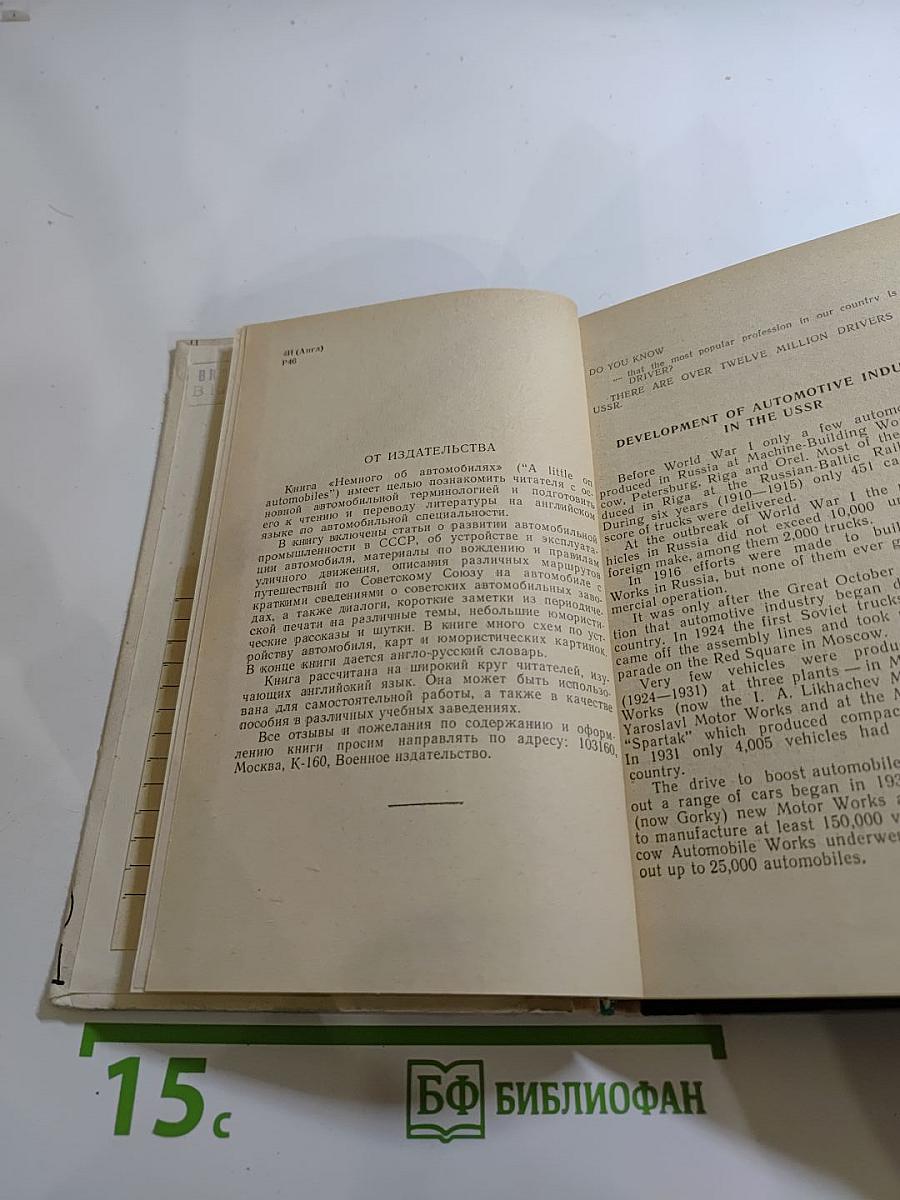 4И (Англ)
Р46
ОТ ИЗДАТЕЛЬСТВА
Книга «Немного об автомобилях» (“A little on
automobiles”) имеет целью познакомить читателя с ос-
новной автомобильной терминологией и подготовить
его к чтению и переводу литературы на английском
языке по автомобильной специальности.
В книгу включены статьи о развитии автомобильной
промышленности в СССР, об устройстве и эксплуата-
ции автомобиля, материалы по вождению и правилам
уличного движения, описания различных маршрутов
путешествий по Советскому Союзу на автомобиле с
краткими сведениями о советских автомобильных заво-
дах, а также диалоги, короткие заметки из периодиче-
ской печати на различные темы, небольшие юмористи-
ческие рассказы и шутки. В книге много схем по уст-
ройству автомобиля, карт и юмористических картинок.
В конце книги дается англо-русский словарь.
Книга рассчитана на широкий круг читателей, изу-
чающих английский язык. Она может быть использо-
вана для самостоятельной работы, а также в качестве
пособия в различных учебных заведениях.
Все отзывы и пожелания по содержанию и оформ-
лению книги просим направлять по адресу: 103160,
Москва, К-160, Военное издательство.
DO YOU KNOW
— that the most popular profession in our country is
DRIVER?
THERE ARE OVER TWELVE MILLION DRIVERS
USSR.
DEVELOPMENT OF AUTOMOTIVE INDU
IN THE USSR
Before World War I only a few automo
produced in Russia at Machine-Building Wo
cow, Petersburg, Riga and Orel. Most of the
duced in Riga at the Russian-Baltic Rail
During six years (1910—1915) only 451 ca
score of trucks were delivered.
At the outbreak of World War I the n
hicles in Russia did not exceed 10,000 un
foreign make, among them 2,000 trucks.
In 1916 efforts were made to buil
Works in Russia, but none of them ever g
mercial operation.
It was only after the Great October
tion that automotive industry began d
country. In 1924 the first Soviet trucks
came off the assembly lines and took
parade on the Red Square in Moscow.
Very few vehicles were produ
(1924—1931) at three plants — in M
Works (now the I. A. Likhachev M
Yaroslavl Motor Works and at the M
“Spartak” which produced compac
In 1931 only 4,005 vehicles had
country.
The drive to boost automobile
out a range of cars began in 193
(now Gorky) new Motor Works a
to manufacture at least 150,000 v
cow Automobile Works underwe
out up to 25,000 automobiles.
15 с
БФ БИБЛИОФАН